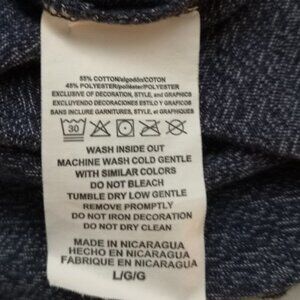 55% COTTON/algodón/COTON
45% POLYESTER/poliéster/POLYESTER
EXCLUSIVE OF DECORATION, STYLE, and GRAPHICS
EXCLUYENDO DECORACIONES ESTILO Y GRAFICOS
SANS INCLURE GARNITURES, STYLE, et GRAPHIQUES
30
WASH INSIDE OUT
MACHINE WASH COLD GENTLE
WITH SIMILAR COLORS
DO NOT BLEACH
TUMBLE DRY LOW GENTLE
REMOVE PROMPTLY
DO NOT IRON DECORATION
DO NOT DRY CLEAN
MADE IN NICARAGUA
HECHO EN NICARAGUA
FABRIQUE EN NICARAGUA
L/G/G